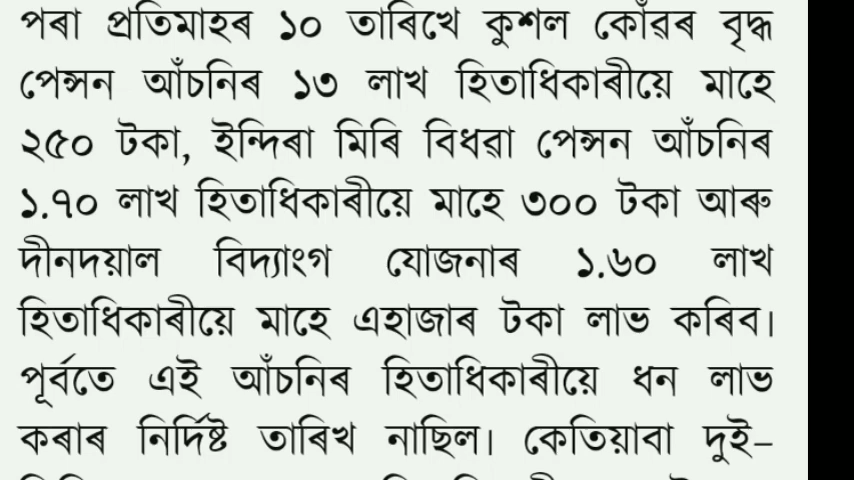 পৰা প্ৰতিমাহৰ ১০ তাৰিখে কুশল কোঁৱৰ বৃদ্ধ
পেন্সন আঁচনিৰ ১৩ লাখ হিতাধিকাৰীয়ে মাহে
২৫০ টকা, ইন্দিৰা মিৰি বিধৱা পেন্সন আঁচনিৰ
১.৭০ লাখ হিতাধিকাৰীয়ে মাহে ৩০০ টকা আৰু
দীনদয়াল বিদ্যাংগ যোজনাৰ ১.৬০ লাখ
হিতাধিকাৰীয়ে মাহে এহাজাৰ টকা লাভ কৰিব।
পূৰ্বতে এই আঁচনিৰ হিতাধিকাৰীয়ে ধন লাভ
কৰাৰ নিৰ্দিষ্ট তাৰিখ নাছিল। কেতিয়াবা দুই–